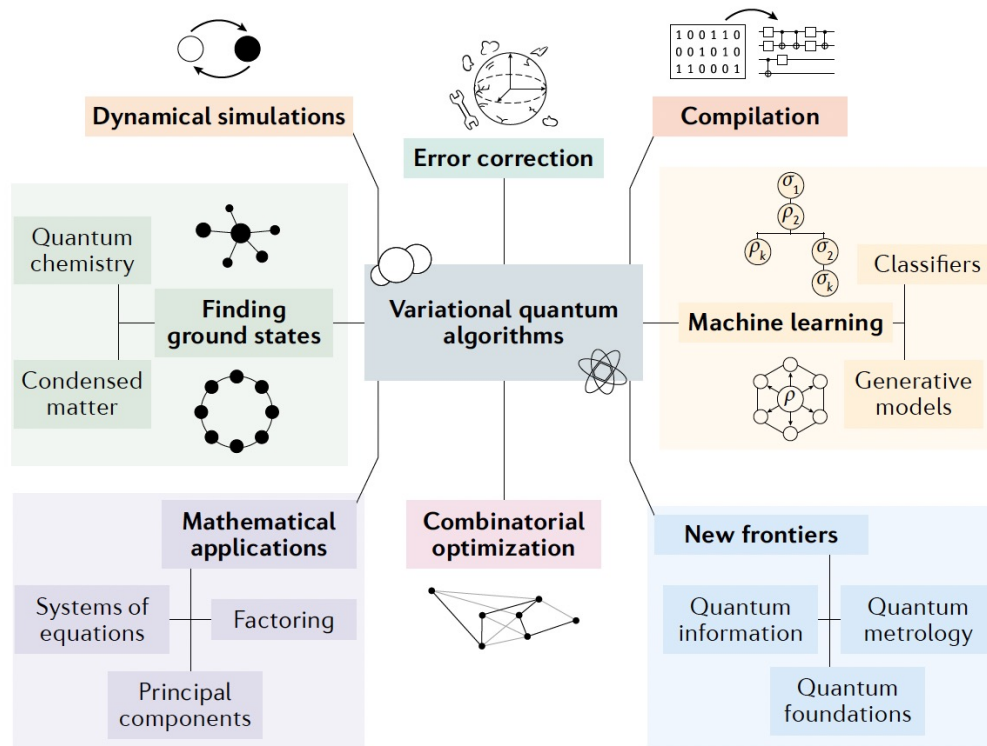 1 0 0 1 1 0
0 0 1 0 1 0
1 1 0 0 0 1
Dynamical simulations
Error correction
Compilation
Quantum
chemistry
Finding
ground states
Condensed
matter
Variational quantum
algorithms
σ1
ρ2
ρk
σ2
σk
Classifiers
Machine learning
Generative
models
ρ
Mathematical
applications
Systems of
equations
Factoring
Principal
components
Combinatorial
optimization
New frontiers
Quantum
information
Quantum
metrology
Quantum
foundations